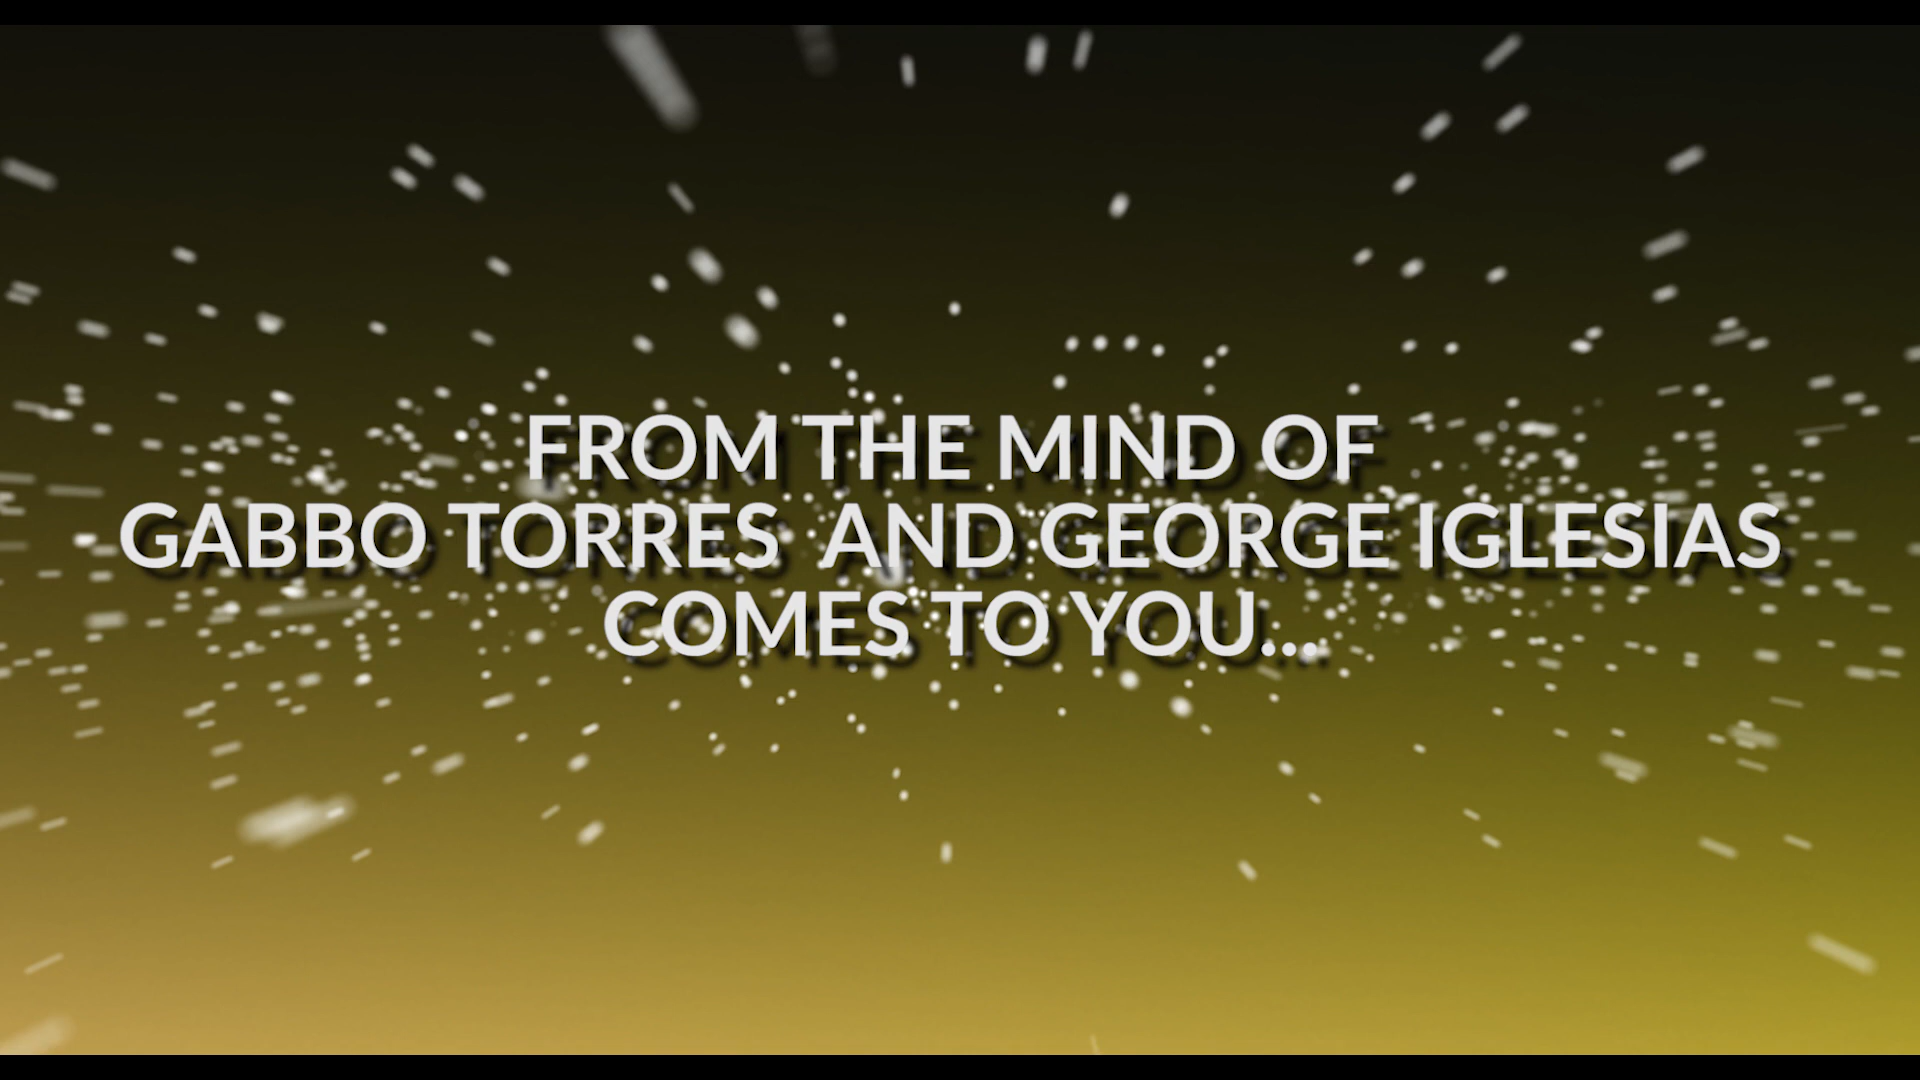 FROM THE MIND OF
GABBO TORRES AND GEORGE IGLESIAS
COMES TO YOU...